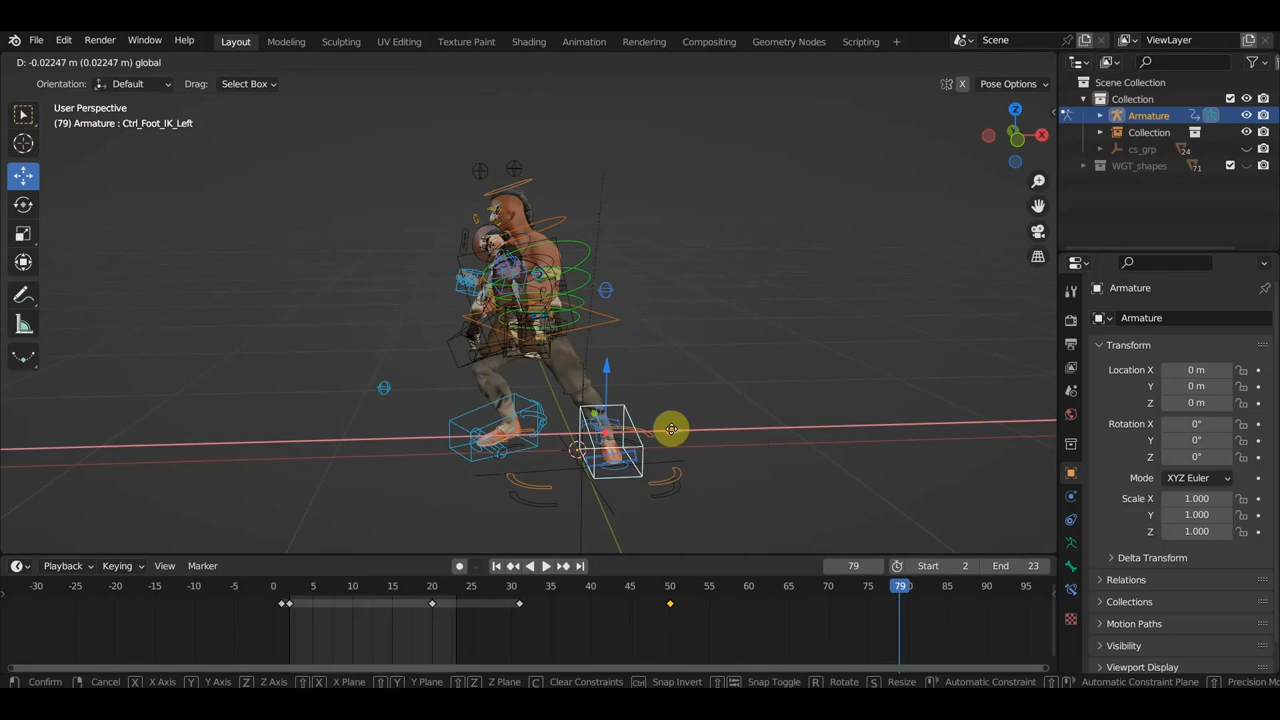 File Edit Render Window Help Layout Modeling Sculpting UV Editing Texture Paint Shading Animation Rendering Compositing Geometry Nodes Scripting + Scene ViewLayer
D: -0.02247 m (0.02247 m) global
Orientation: Default Drag: Select Box X Pose Options
Scene Collection
Collection
Armature
Collection
cs_grp 24
WGT_shapes 71
User Perspective
(79) Armature : Ctrl_Foot_IK_Left
Z
X
Armature
Armature
Transform
Location X 0 m
Y 0 m
Z 0 m
Rotation X 0°
Y 0°
Z 0°
Mode XYZ Euler
Scale X 1.000
Y 1.000
Z 1.000
Delta Transform
Relations
Collections
Motion Paths
Visibility
Viewport Display
Playback Keying View Marker 79 Start 2 End 23
-30 -25 -20 -15 -10 -5 0 5 10 15 20 25 30 35 40 45 50 55 60 65 70 75 79 85 90 95
Confirm Cancel X X Axis Y Y Axis Z Z Axis X X Plane Y Y Plane Z Z Plane C Clear Constraints Ctrl Snap Invert Snap Toggle R Rotate S Resize Automatic Constraint Automatic Constraint Plane Precision Mo